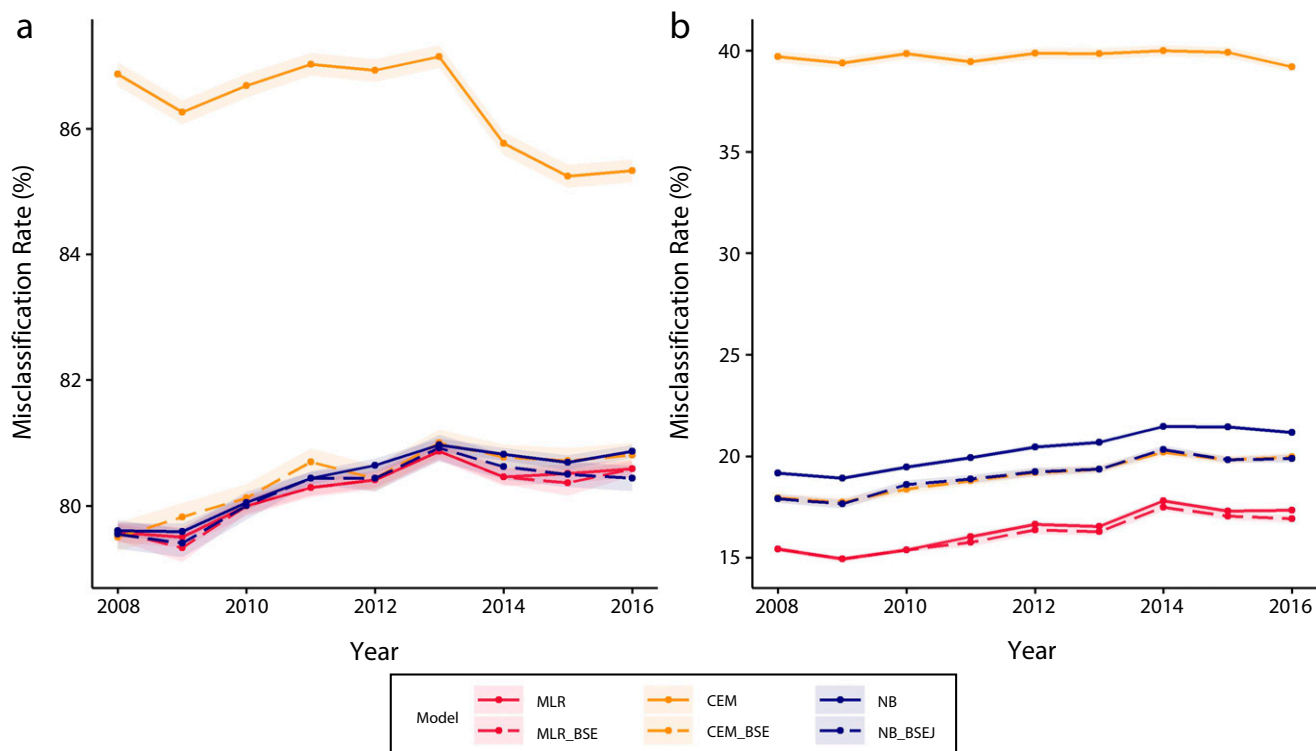 a
Misclassification Rate (%)
86
84
82
80
2008 2010 2012 2014 2016
Year
b
Misclassification Rate (%)
40
35
30
25
20
15
2008 2010 2012 2014 2016
Year
Model
MLR CEM NB
MLR_BSE CEM_BSE NB_BSEJ